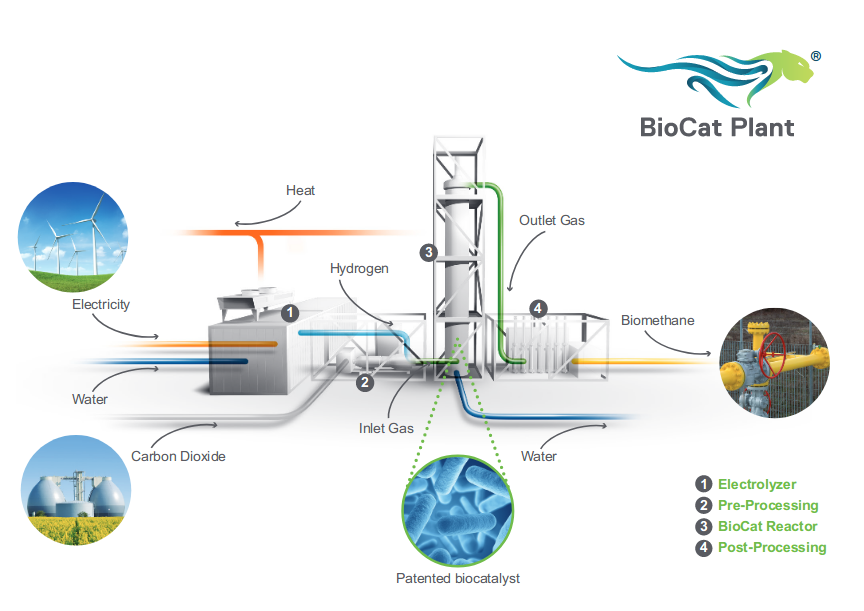 ®
BioCat Plant
Heat
Outlet Gas
3
Hydrogen
Electricity
1
4
Biomethane
2
Water
Inlet Gas
Carbon Dioxide
Water
1 Electrolyzer
2 Pre-Processing
3 BioCat Reactor
4 Post-Processing
Patented biocatalyst